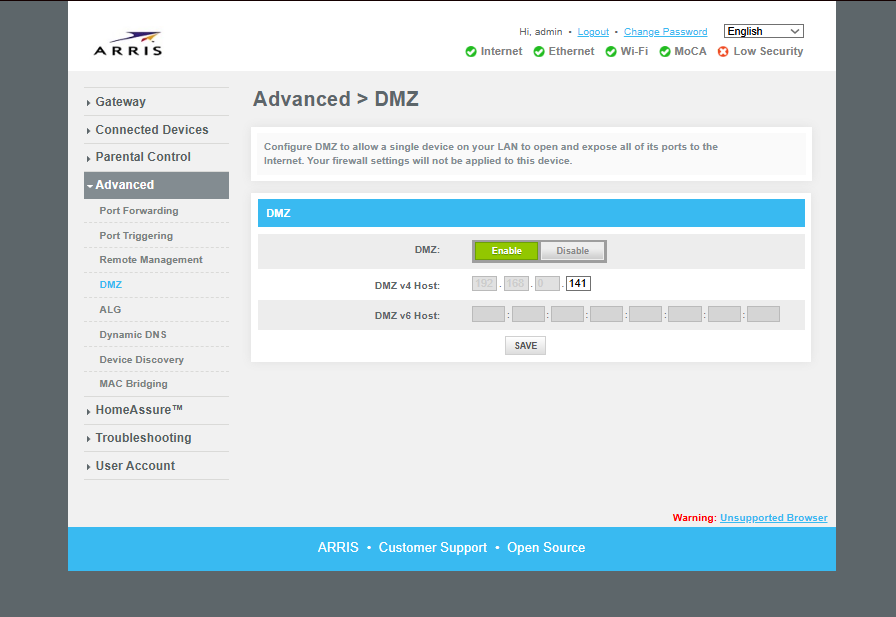 ARRIS
Hi, admin • Logout • Change Password English
Internet Ethernet Wi-Fi MoCA Low Security
Gateway
Connected Devices
Parental Control
Advanced
Port Forwarding
Port Triggering
Remote Management
DMZ
ALG
Dynamic DNS
Device Discovery
MAC Bridging
HomeAssure™
Troubleshooting
User Account
Advanced > DMZ
Configure DMZ to allow a single device on your LAN to open and expose all of its ports to the
Internet. Your firewall settings will not be applied to this device.
DMZ
DMZ: Enable Disable
DMZ v4 Host: 192 . 168 . 0 . 141
DMZ v6 Host: : : : : : : :
SAVE
Warning: Unsupported Browser
ARRIS • Customer Support • Open Source